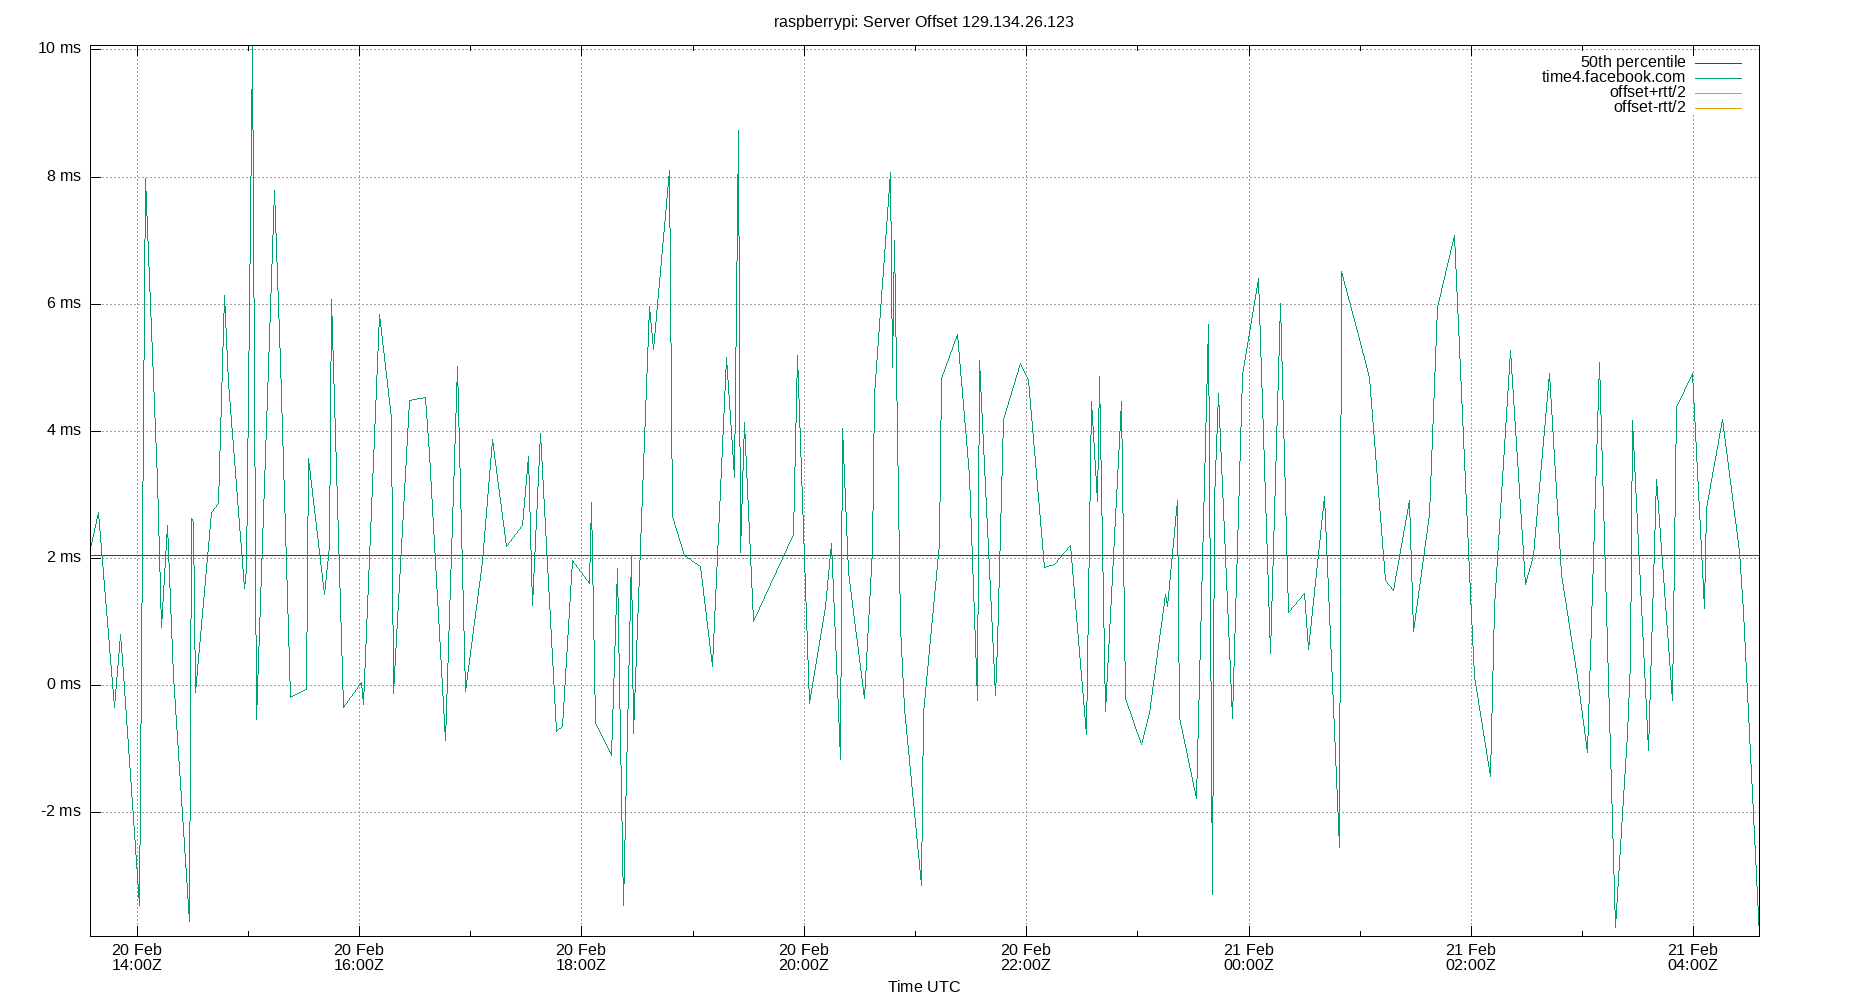 raspberrypi: Server Offset 129.134.26.123
10 ms
8 ms
6 ms
4 ms
2 ms
0 ms
-2 ms
50th percentile
time4.facebook.com
offset+rtt/2
offset-rtt/2
20 Feb 20 Feb 20 Feb 20 Feb 20 Feb 21 Feb 21 Feb 21 Feb
14:00Z 16:00Z 18:00Z 20:00Z 22:00Z 00:00Z 02:00Z 04:00Z
Time UTC